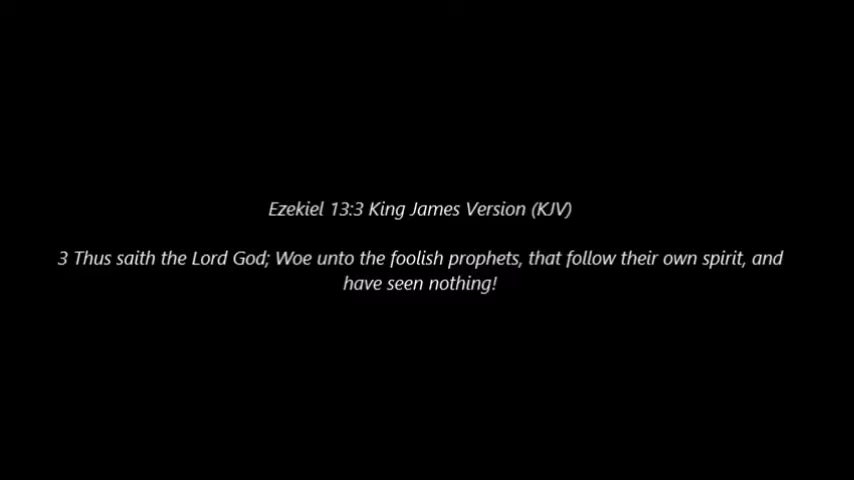 Ezekiel 13:3 King James Version (KJV)
3 Thus saith the Lord God; Woe unto the foolish prophets, that follow their own spirit, and
have seen nothing!